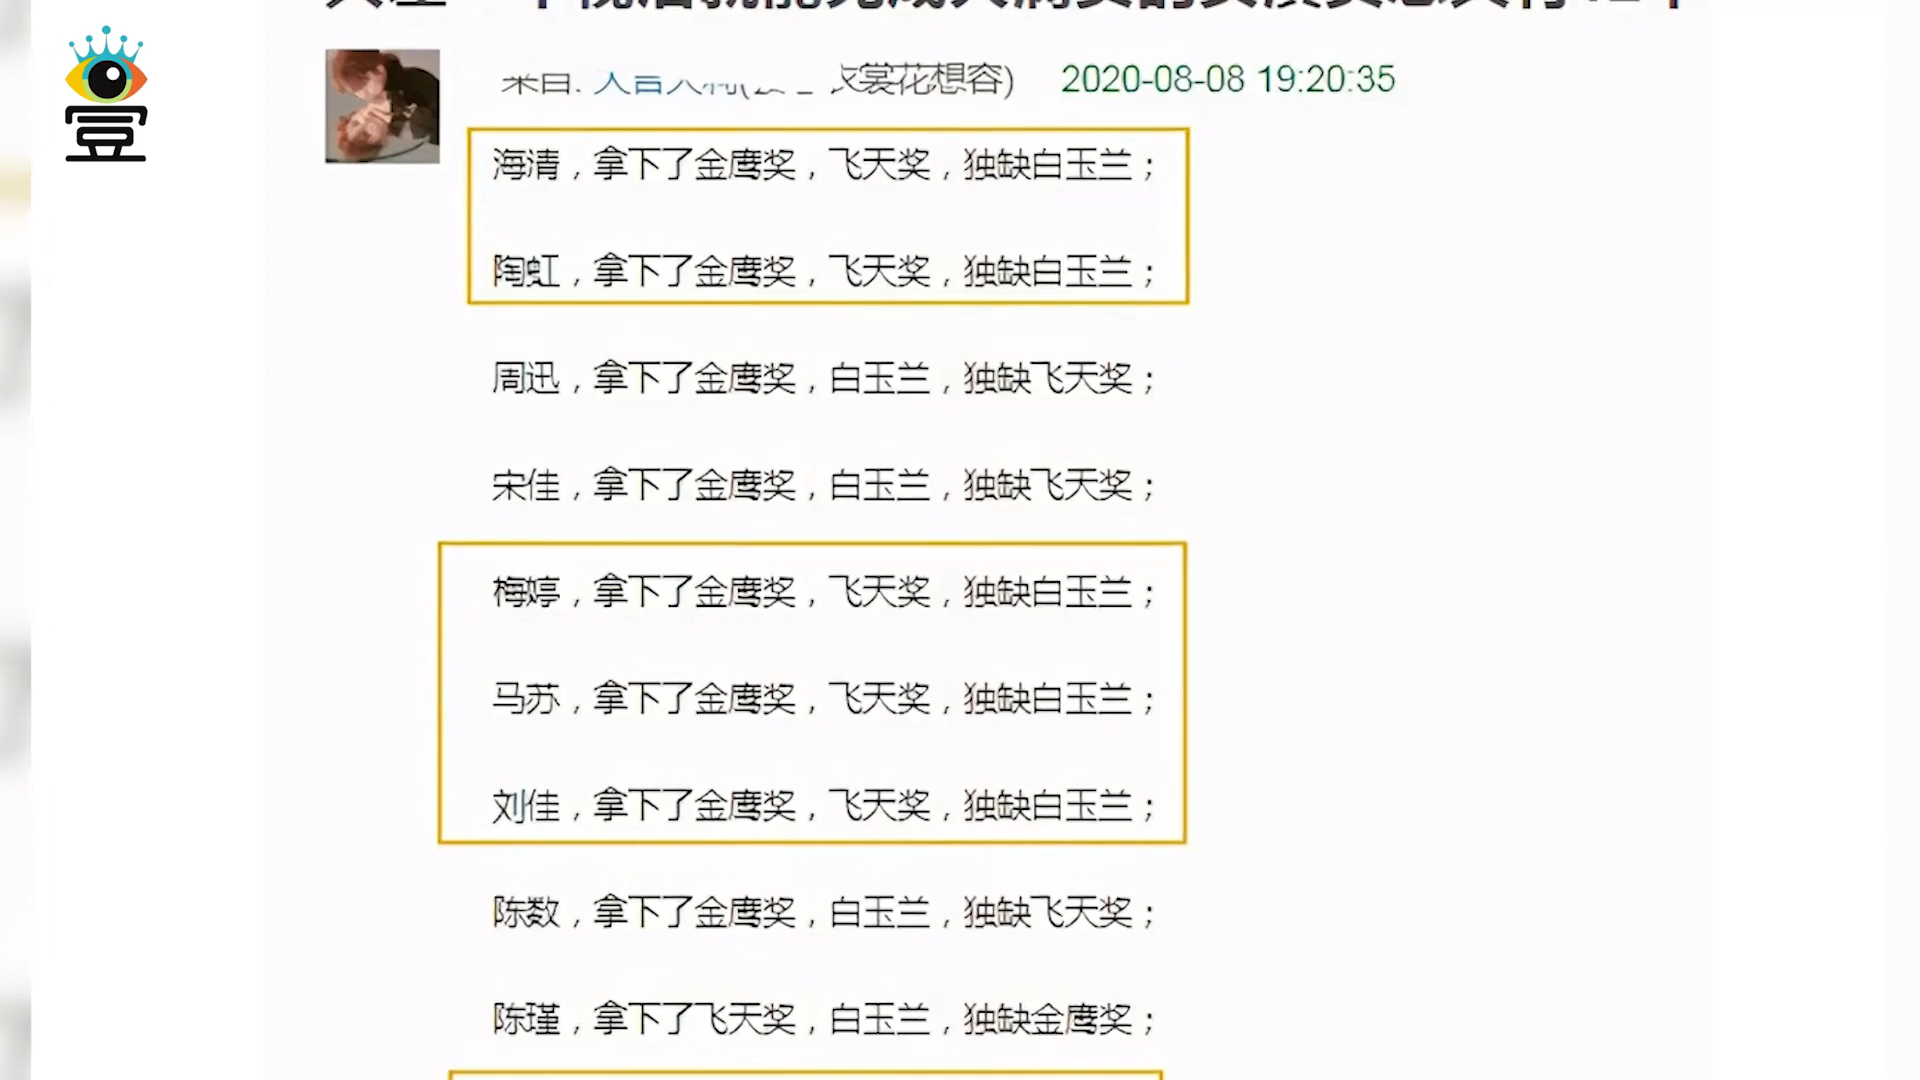 壹
衣裳花想容) 2020-08-08 19:20:35
海清，拿下了金鹰奖，飞天奖，独缺白玉兰；
陶虹，拿下了金鹰奖，飞天奖，独缺白玉兰；
周迅，拿下了金鹰奖，白玉兰，独缺飞天奖；
宋佳，拿下了金鹰奖，白玉兰，独缺飞天奖；
梅婷，拿下了金鹰奖，飞天奖，独缺白玉兰；
马苏，拿下了金鹰奖，飞天奖，独缺白玉兰；
刘佳，拿下了金鹰奖，飞天奖，独缺白玉兰；
陈数，拿下了金鹰奖，白玉兰，独缺飞天奖；
陈瑾，拿下了飞天奖，白玉兰，独缺金鹰奖；